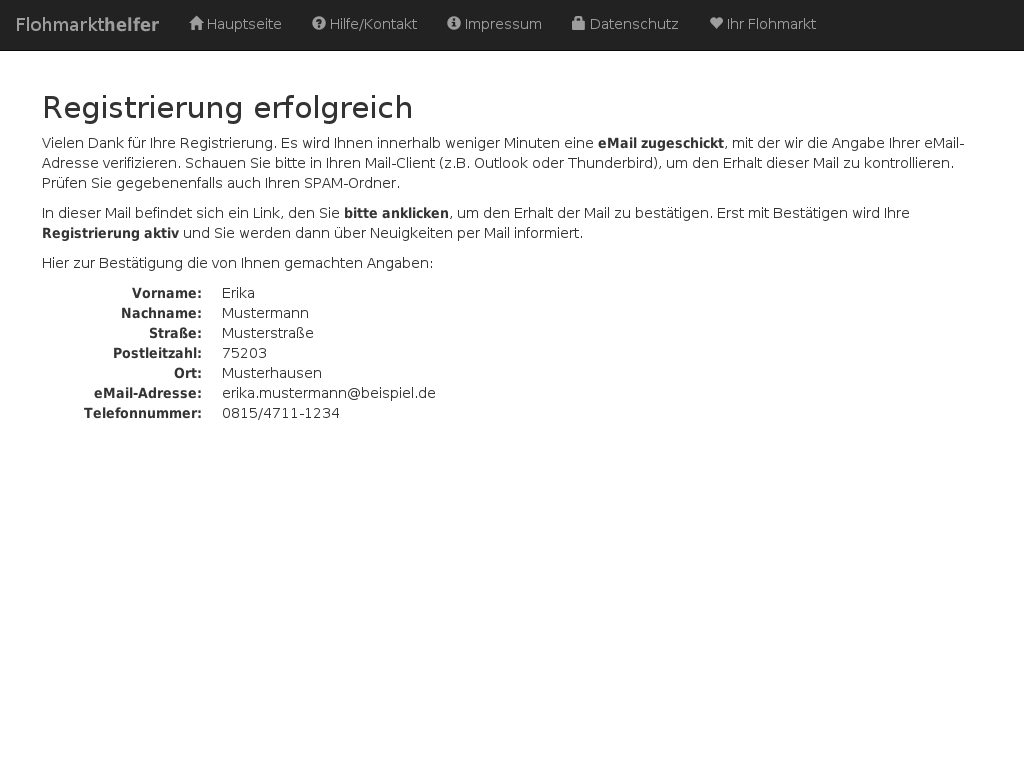 Flohmarkthelfer Hauptseite Hilfe/Kontakt Impressum Datenschutz Ihr Flohmarkt
Registrierung erfolgreich
Vielen Dank für Ihre Registrierung. Es wird Ihnen innerhalb weniger Minuten eine eMail zugeschickt, mit der wir die Angabe Ihrer eMail-
Adresse verifizieren. Schauen Sie bitte in Ihren Mail-Client (z.B. Outlook oder Thunderbird), um den Erhalt dieser Mail zu kontrollieren.
Prüfen Sie gegebenenfalls auch Ihren SPAM-Ordner.
In dieser Mail befindet sich ein Link, den Sie bitte anklicken, um den Erhalt der Mail zu bestätigen. Erst mit Bestätigen wird Ihre
Registrierung aktiv und Sie werden dann über Neuigkeiten per Mail informiert.
Hier zur Bestätigung die von Ihnen gemachten Angaben:
Vorname: Erika
Nachname: Mustermann
Straße: Musterstraße
Postleitzahl: 75203
Ort: Musterhausen
eMail-Adresse: erika.mustermann@beispiel.de
Telefonnummer: 0815/4711-1234